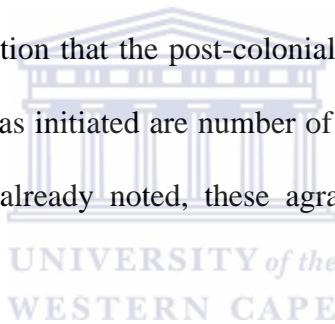 tion that the post-colonial
as initiated are number of
already noted, these agra
UNIVERSITY of the
WESTERN CAPE